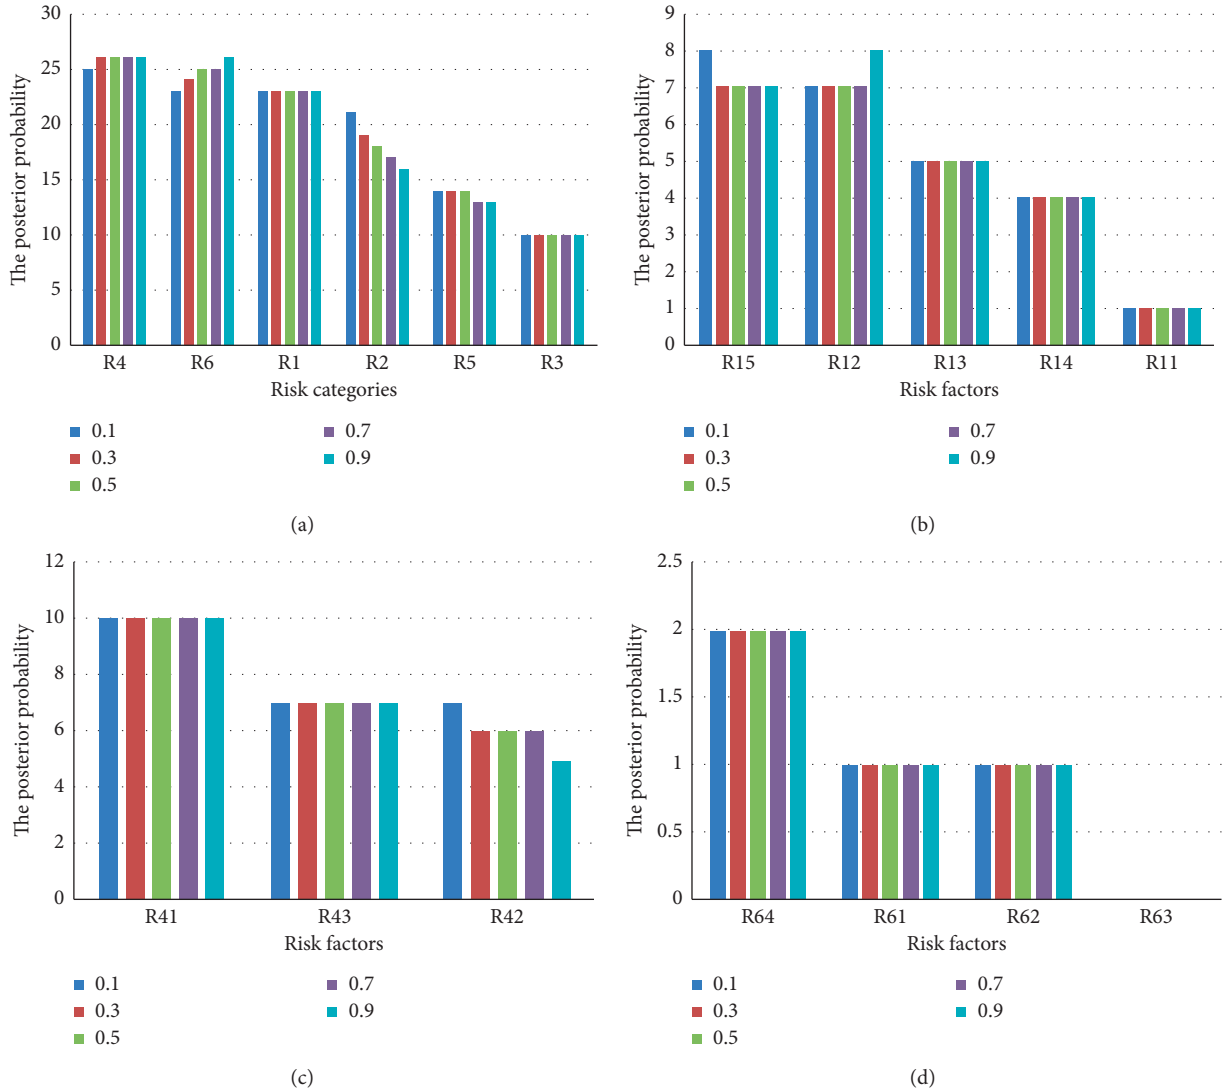 The posterior probability
30
25
20
15
10
5
0
R4 R6 R1 R2 R5 R3
Risk categories
0.1 0.7
0.3 0.9
0.5
(a)
The posterior probability
9
8
7
6
5
4
3
2
1
0
R15 R12 R13 R14 R11
Risk factors
0.1 0.7
0.3 0.9
0.5
(b)
The posterior probability
12
10
8
6
4
2
0
R41 R43 R42
Risk factors
0.1 0.7
0.3 0.9
0.5
(c)
The posterior probability
2.5
2
1.5
1
0.5
0
R64 R61 R62 R63
Risk factors
0.1 0.7
0.3 0.9
0.5
(d)